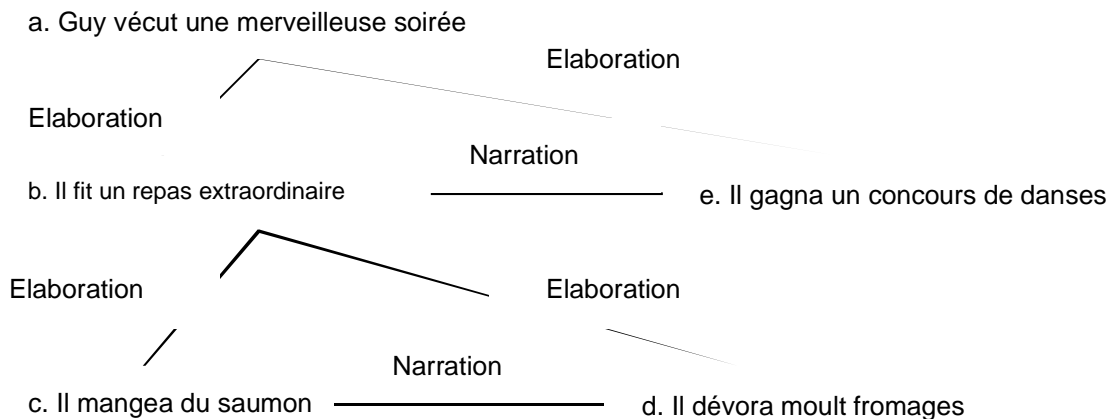 a. Guy vécut une merveilleuse soirée
Elaboration
Elaboration
Narration
b. Il fit un repas extraordinaire
e. Il gagna un concours de danses
Elaboration
Elaboration
Narration
c. Il mangea du saumon
d. Il dévora moult fromages